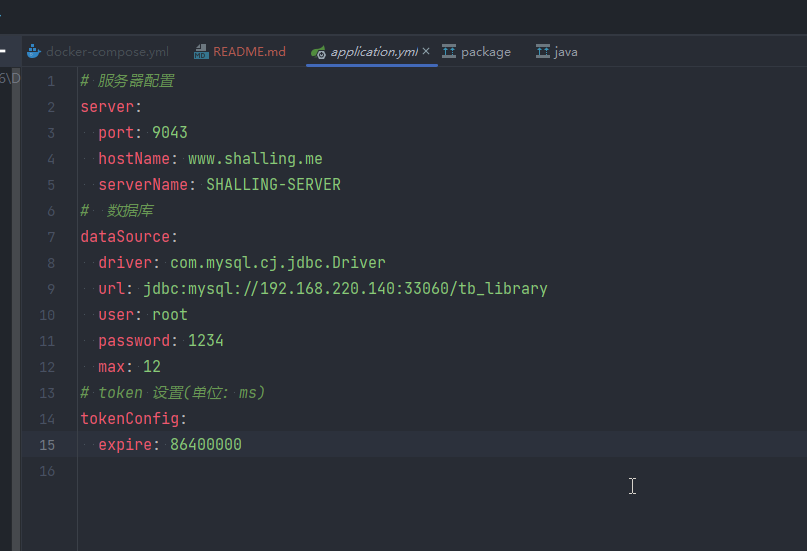 docker-compose.yml README.md application.yml package java
6\D
1 # 服务器配置
2 server:
3 port: 9043
4 hostName: www.shalling.me
5 serverName: SHALLING-SERVER
6 # 数据库
7 dataSource:
8 driver: com.mysql.cj.jdbc.Driver
9 url: jdbc:mysql://192.168.220.140:33060/tb_library
10 user: root
11 password: 1234
12 max: 12
13 # token 设置(单位: ms)
14 tokenConfig:
15 expire: 86400000
16